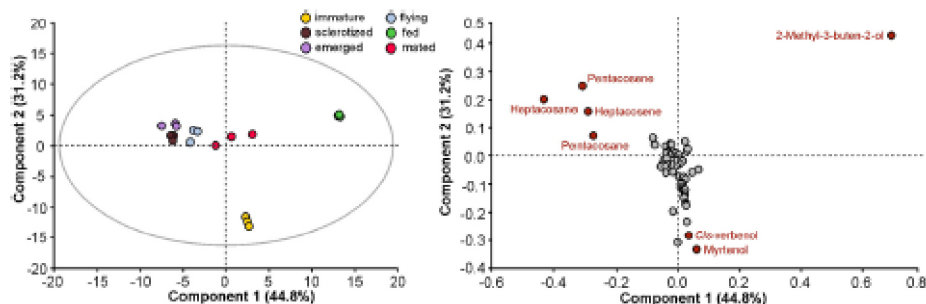 immature
flying
sclerotized
fed
emerged
mated
Component 2 (31.2%)
20
15
10
5
0
-5
-10
-15
-20
20
-15
-10
-5
0
5
10
15
20
Component 1 (44.8%)
Component 2 (31.2%)
0.5
0.4
0.3
0.2
0.1
0.0
-0.1
-0.2
-0.3
-0.4
-0.6
-0.4
-0.2
0.0
0.2
0.4
0.6
0.8
Component 1 (44.8%)
2-Methyl-3-buten-2-ol
Pentacosene
Heptacosane
Heptacosene
Pentacosane
Cis-verbenol
Myrtenol